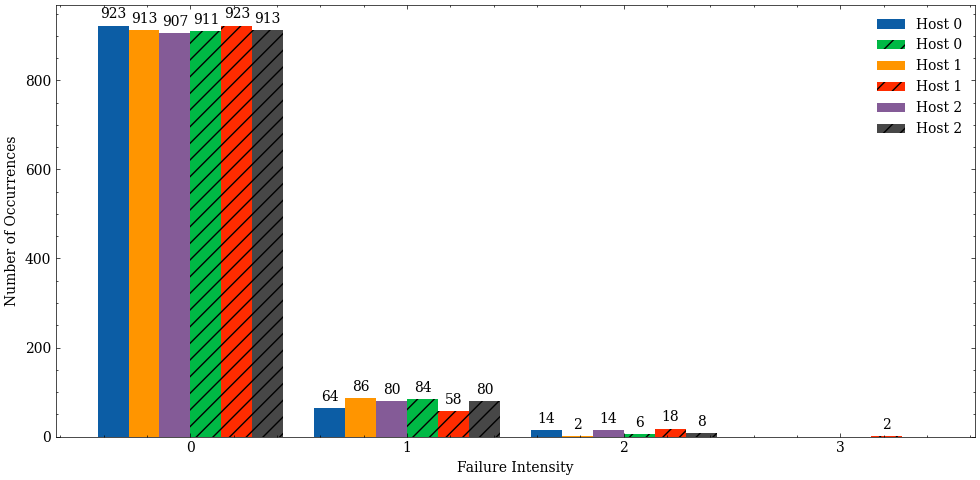 923 913 907 911 923 913
Host 0
Host 0
Host 1
Host 1
Host 2
Host 2
800
600
400
200
0
Number of Occurrences
64 86 80 84 58 80
14 2 14 6 18 8
2
0 1 2 3
Failure Intensity